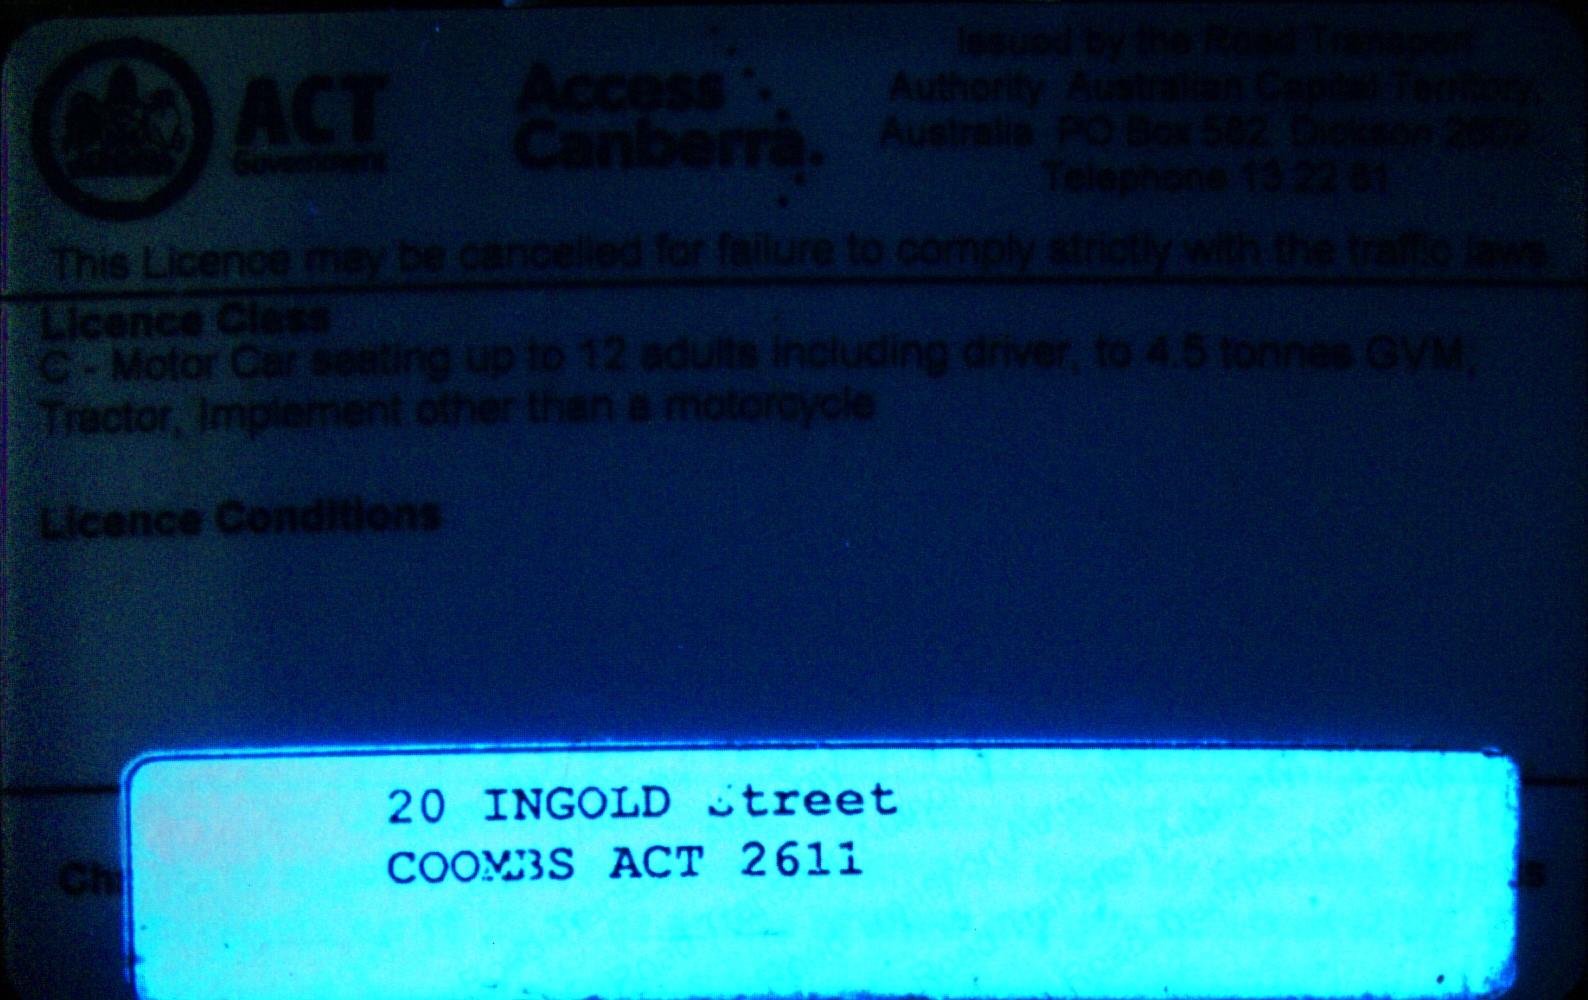 ACT
Government
Access
Canberra.
Issued by the Road Transport
Authority Australian Capital Territory,
Australia PO Box 582 Dickson 2602
Telephone 13 22 81
This Licence may be cancelled for failure to comply strictly with the traffic laws
Licence Class
C - Motor Car seating up to 12 adults including driver, to 4.5 tonnes GVM,
Tractor, Implement other than a motorcycle
Licence Conditions
20 INGOLD Street
COOMBS ACT 2611